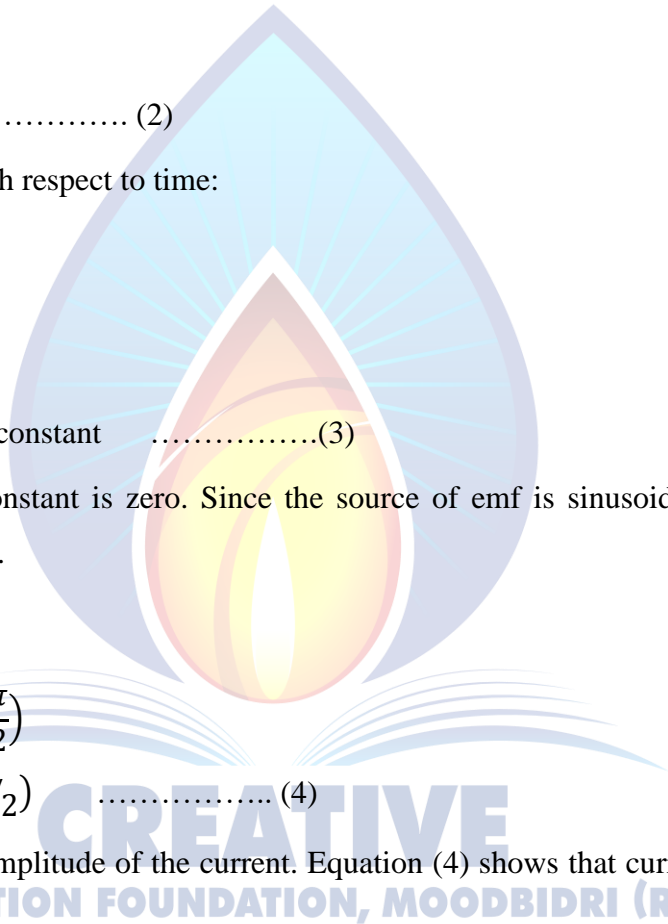 …………. (2)
h respect to time:
constant …………….(3)
onstant is zero. Since the source of emf is sinusoid
.
π/2)
/2) …………….. (4)
CREATIVE
mplitude of the current. Equation (4) shows that curr
TION FOUNDATION, MOODBIDRI (R